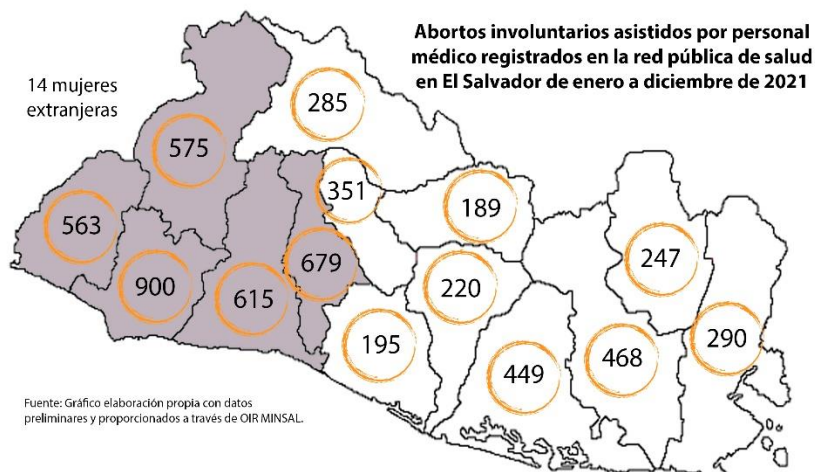 Abortos involuntarios asistidos por personal
médico registrados en la red pública de salud
en El Salvador de enero a diciembre de 2021
14 mujeres
extranjeras
285
575
351
189
563
679
247
900
615
220
195
290
468
449
Fuente: Gráfico elaboración propia con datos
preliminares y proporcionados a través de OIR MINSAL.